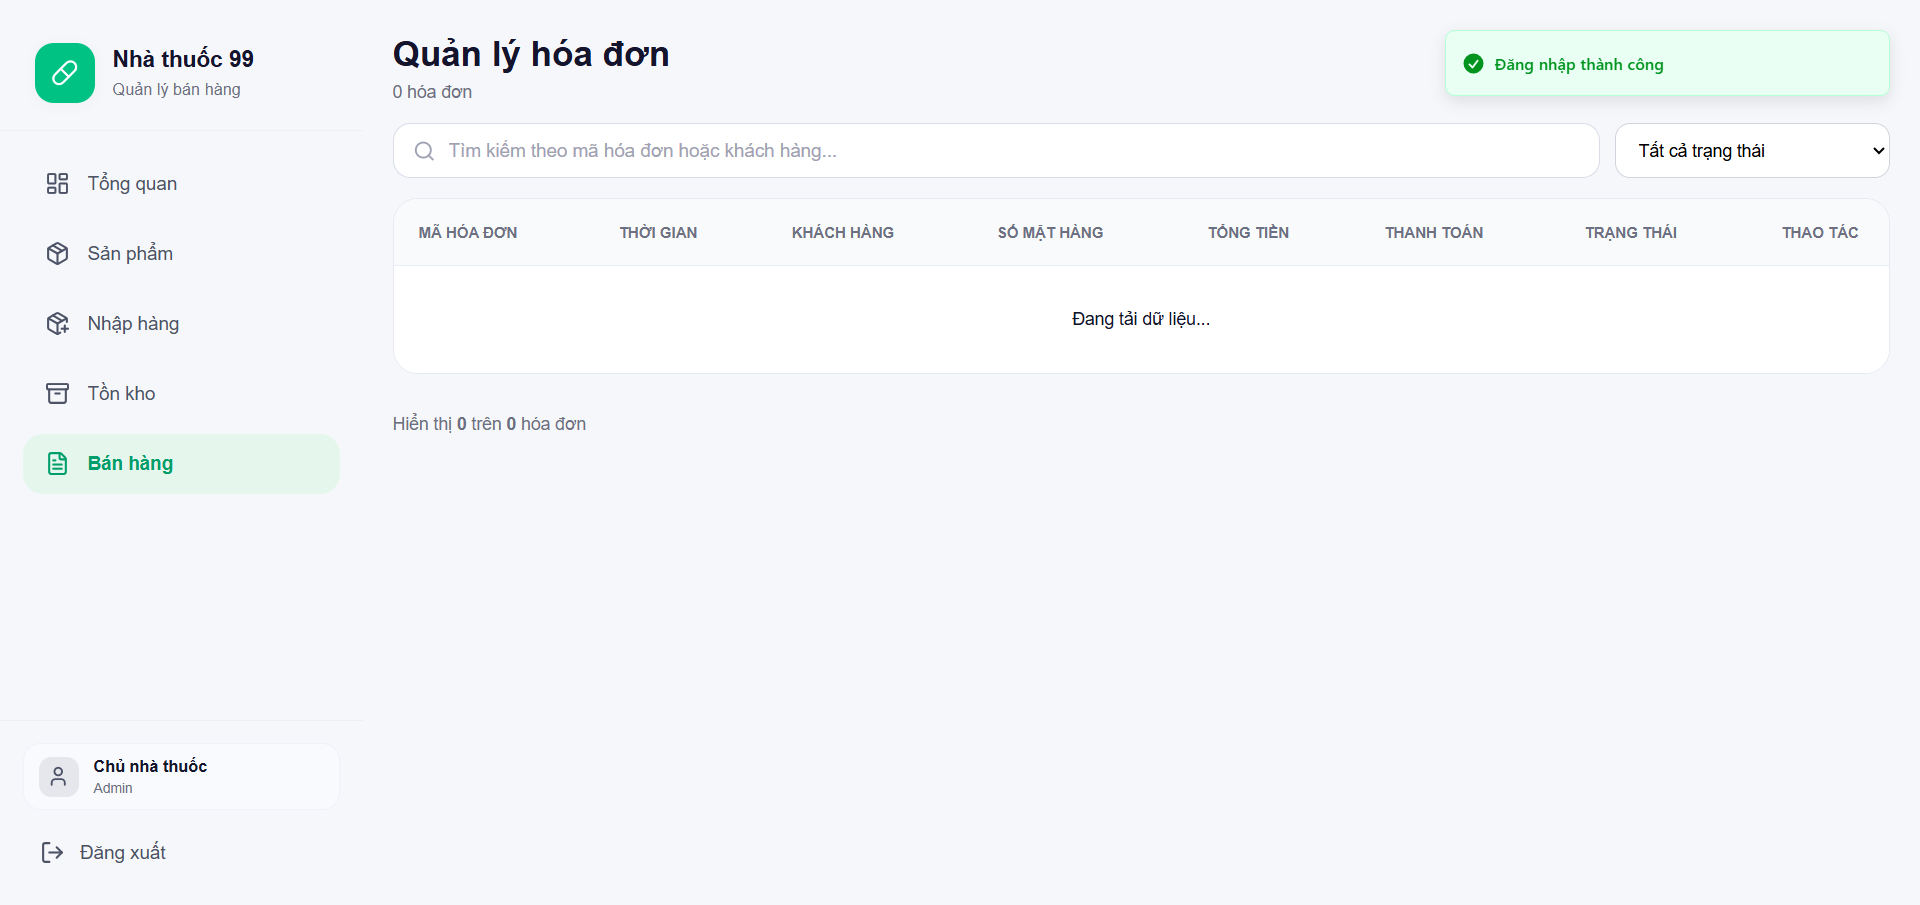 Nhà thuốc 99
Quản lý bán hàng
Tổng quan
Sản phẩm
Nhập hàng
Tồn kho
Bán hàng
Chủ nhà thuốc
Admin
Đăng xuất
Quản lý hóa đơn
0 hóa đơn
Đăng nhập thành công
Tìm kiếm theo mã hóa đơn hoặc khách hàng...
Tất cả trạng thái
MÃ HÓA ĐƠN THỜI GIAN KHÁCH HÀNG SỐ MẶT HÀNG TỔNG TIỀN THANH TOÁN TRẠNG THÁI THAO TÁC
Đang tải dữ liệu...
Hiển thị 0 trên 0 hóa đơn